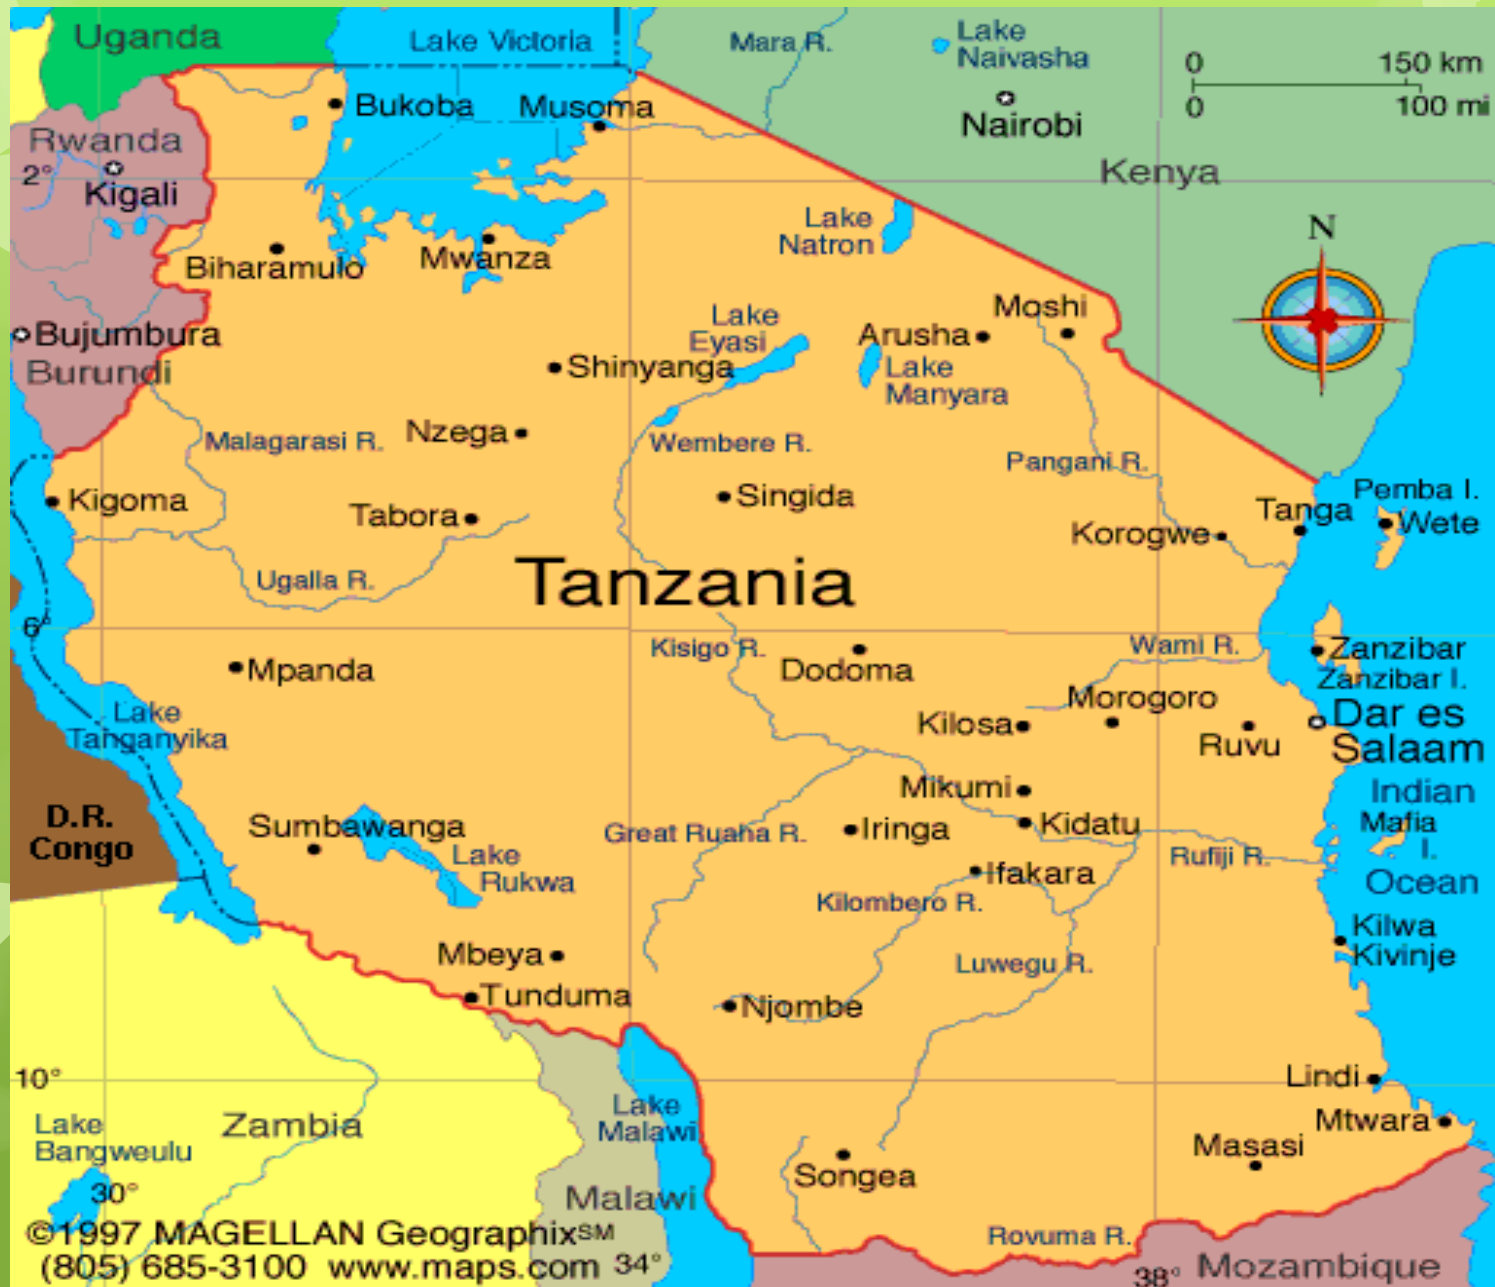 Uganda
Lake Victoria
Mara R.
Lake
Naivasha
0
150 km
0
100 mi
Bukoba
Musoma
Nairobi
Rwanda
2°
Kigali
Kenya
Lake
Natron
N
Biharamulo
Mwanza
Bujumbura
Burundi
Lake
Eyasi
Moshi
Arusha
Shinyanga
Lake
Manyara
Malagarasi R.
Nzega
Wembere R.
Pangani R.
Kigoma
Tabora
Singida
Pemba I.
Tanga
Wete
Korogwe
Ugalla R.
Tanzania
6°
Mpanda
Kisigo R.
Dodoma
Wami R.
Zanzibar
Zanzibar I.
Lake
Tanganyika
Morogoro
Kilosa
Ruvu
Dar es
Salaam
Mikumi
Indian
Mafia
I.
Ocean
D.R.
Congo
Sumbawanga
Lake
Rukwa
Great Ruaha R.
Iringa
Kidatu
Rufiji R.
Ifakara
Kilombero R.
Kilwa
Kivinje
Mbeya
Luwegu R.
Tunduma
Njombe
10°
Lindi
Lake
Bangweulu
Zambia
Lake
Malawi
Mtwara
Masasi
Songea
30°
Malawi
©1997 MAGELLAN Geographix SM
(805) 685-3100 www.maps.com
34°
Rovuma R.
38°
Mozambique